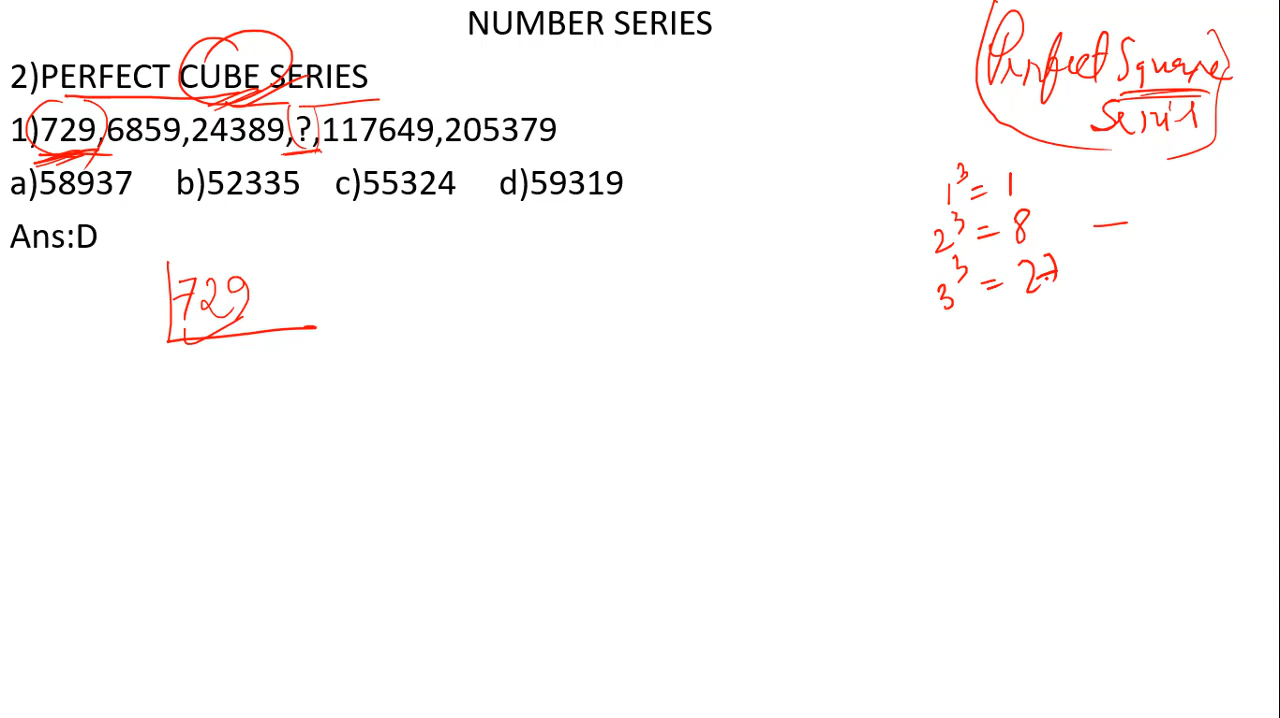 NUMBER SERIES
Perfect Square
Series
2)PERFECT CUBE SERIES
1)729,6859,24389,?,117649,205379
a)58937 b)52335 c)55324 d)59319
Ans:D
1³ = 1
2³ = 8 —
3³ = 27
729